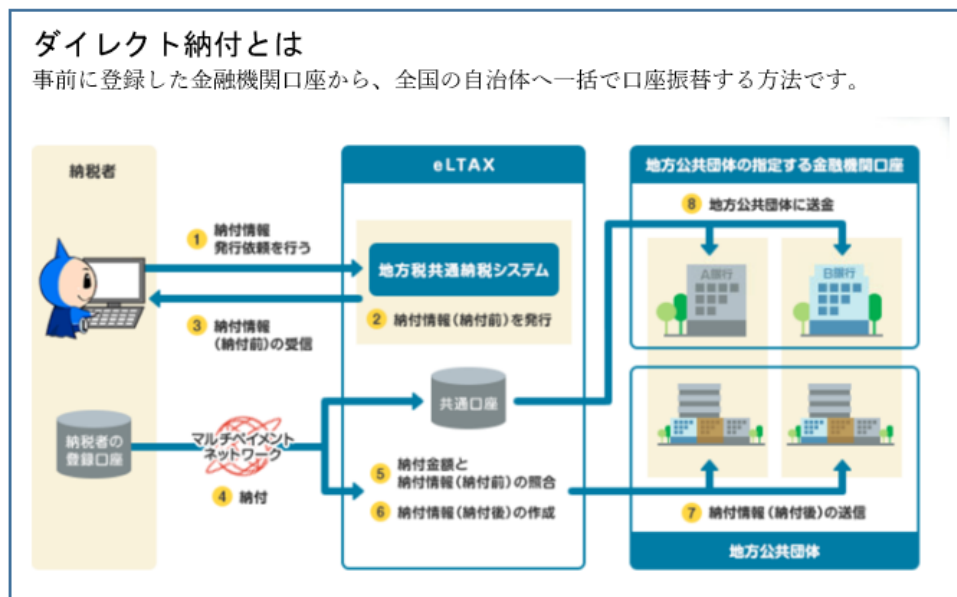 ダイレクト納付とは
事前に登録した金融機関口座から、全国の自治体へ一括で口座振替する方法です。
納税者
eLTAX
地方公共団体の指定する金融機関口座
1 納付情報
発行依頼を行う
地方税共通納税システム
2 納付情報(納付前)を発行
3 納付情報
(納付前)の受信
8 地方公共団体に送金
A銀行
B銀行
納税者の
登録口座
マルチペイメント
ネットワーク
4 納付
共通口座
5 納付金額と
納付情報(納付前)の照合
6 納付情報(納付後)の作成
7 納付情報(納付後)の送信
地方公共団体